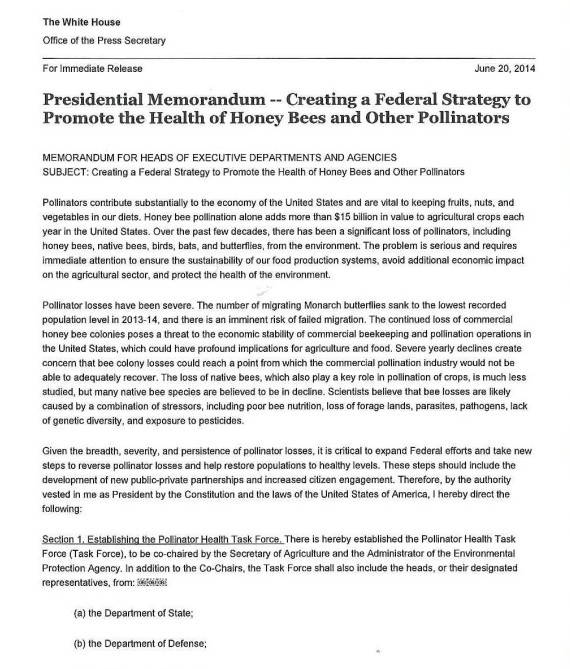 The White House
Office of the Press Secretary
For Immediate Release June 20, 2014
Presidential Memorandum -- Creating a Federal Strategy to
Promote the Health of Honey Bees and Other Pollinators
MEMORANDUM FOR HEADS OF EXECUTIVE DEPARTMENTS AND AGENCIES
SUBJECT: Creating a Federal Strategy to Promote the Health of Honey Bees and Other Pollinators
Pollinators contribute substantially to the economy of the United States and are vital to keeping fruits, nuts, and
vegetables in our diets. Honey bee pollination alone adds more than $15 billion in value to agricultural crops each
year in the United States. Over the past few decades, there has been a significant loss of pollinators, including
honey bees, native bees, birds, bats, and butterflies, from the environment. The problem is serious and requires
immediate attention to ensure the sustainability of our food production systems, avoid additional economic impact
on the agricultural sector, and protect the health of the environment.
Pollinator losses have been severe. The number of migrating Monarch butterflies sank to the lowest recorded
population level in 2013-14, and there is an imminent risk of failed migration. The continued loss of commercial
honey bee colonies poses a threat to the economic stability of commercial beekeeping and pollination operations in
the United States, which could have profound implications for agriculture and food. Severe yearly declines create
concern that bee colony losses could reach a point from which the commercial pollination industry would not be
able to adequately recover. The loss of native bees, which also play a key role in pollination of crops, is much less
studied, but many native bee species are believed to be in decline. Scientists believe that bee losses are likely
caused by a combination of stressors, including poor bee nutrition, loss of forage lands, parasites, pathogens, lack
of genetic diversity, and exposure to pesticides.
Given the breadth, severity, and persistence of pollinator losses, it is critical to expand Federal efforts and take new
steps to reverse pollinator losses and help restore populations to healthy levels. These steps should include the
development of new public-private partnerships and increased citizen engagement. Therefore, by the authority
vested in me as President by the Constitution and the laws of the United States of America, I hereby direct the
following:
Section 1. Establishing the Pollinator Health Task Force. There is hereby established the Pollinator Health Task
Force (Task Force), to be co-chaired by the Secretary of Agriculture and the Administrator of the Environmental
Protection Agency. In addition to the Co-Chairs, the Task Force shall also include the heads, or their designated
representatives, from:
(a) the Department of State;
(b) the Department of Defense;